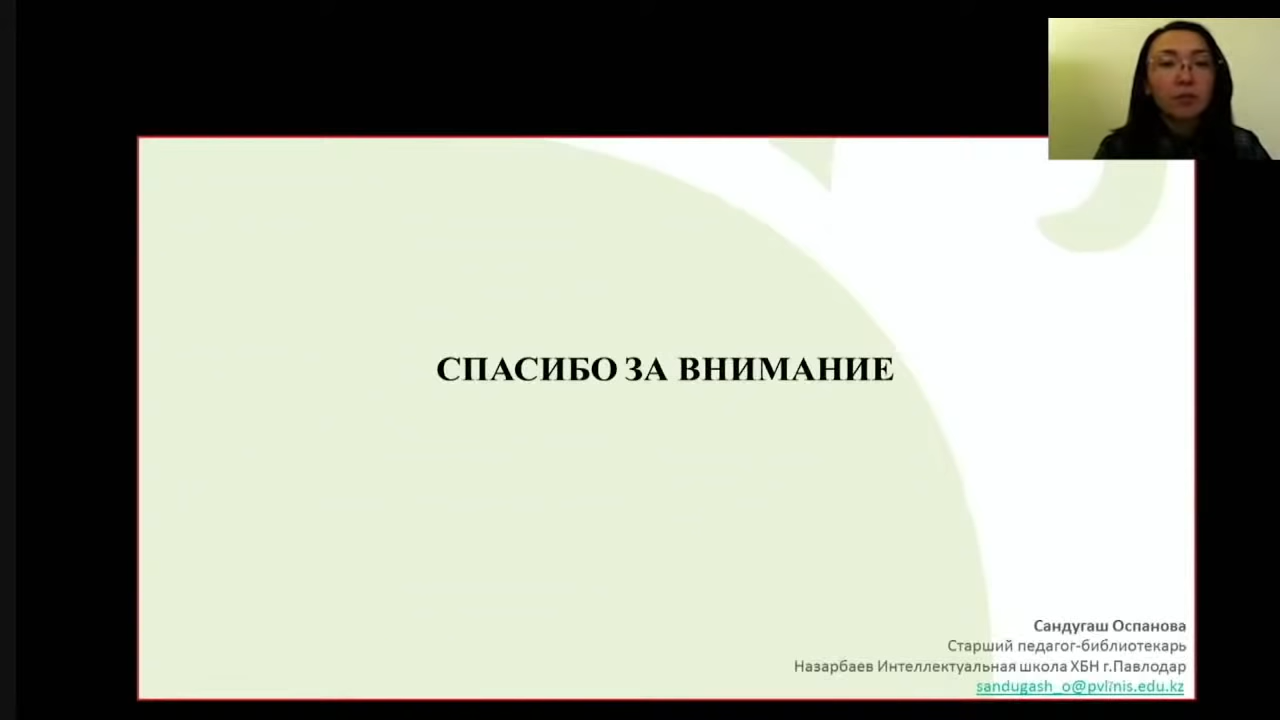 СПАСИБО ЗА ВНИМАНИЕ
Сандугаш Оспанова
Старший педагог-библиотекарь
Назарбаев Интеллектуальная школа ХБН г.Павлодар
sandugash_o@pvl.nis.edu.kz